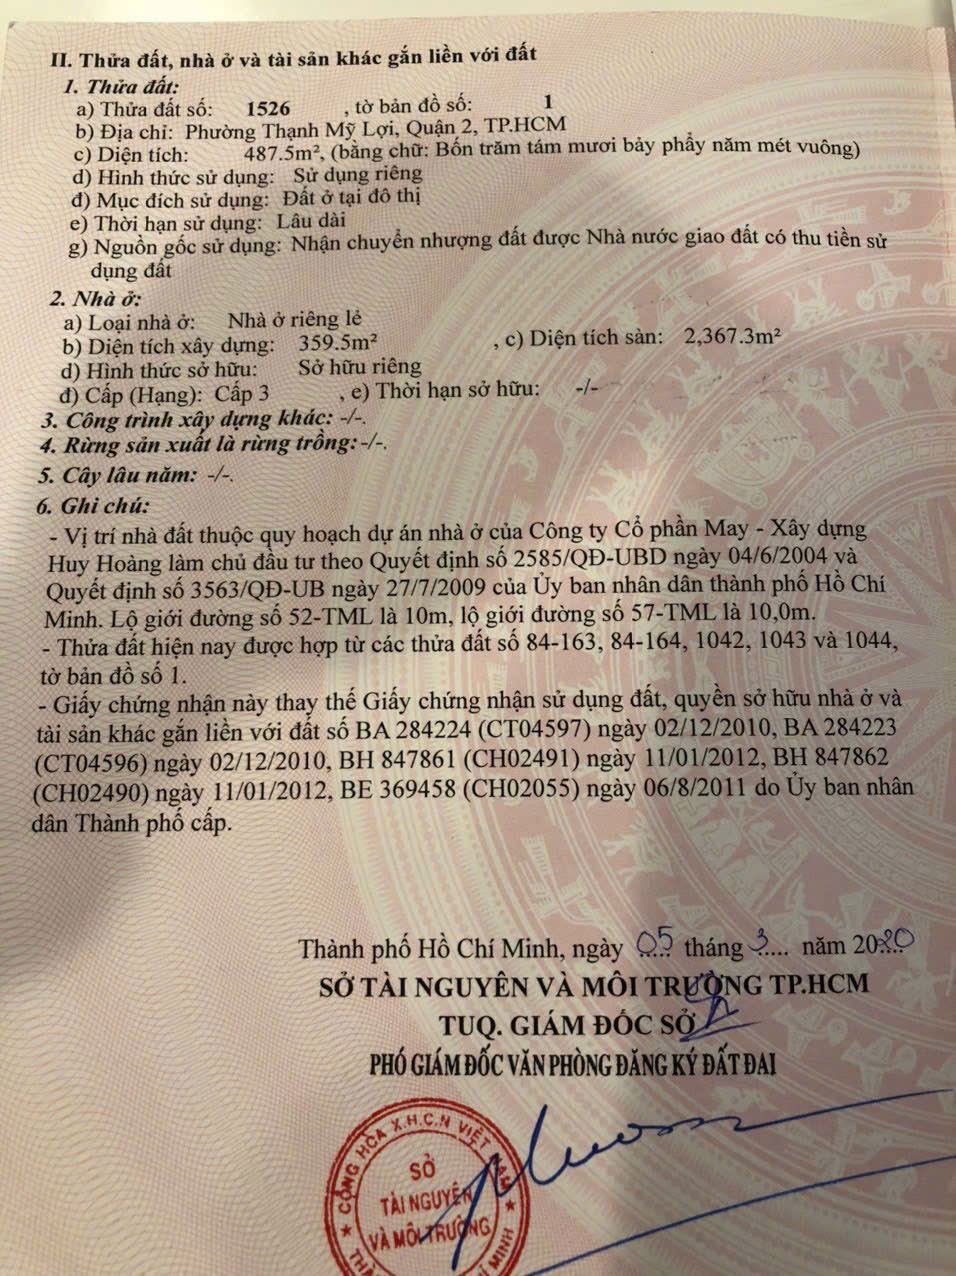 II. Thửa đất, nhà ở và tài sản khác gắn liền với đất
1. Thửa đất:
a) Thửa đất số: 1526 , tờ bản đồ số: 1
b) Địa chỉ: Phường Thạnh Mỹ Lợi, Quận 2, TP.HCM
c) Diện tích: 487.5m², (bằng chữ: Bốn trăm tám mươi bảy phẩy năm mét vuông)
d) Hình thức sử dụng: Sử dụng riêng
đ) Mục đích sử dụng: Đất ở tại đô thị
e) Thời hạn sử dụng: Lâu dài
g) Nguồn gốc sử dụng: Nhận chuyển nhượng đất được Nhà nước giao đất có thu tiền sử
dụng đất
2. Nhà ở:
a) Loại nhà ở: Nhà ở riêng lẻ
b) Diện tích xây dựng: 359.5m² , c) Diện tích sàn: 2,367.3m²
d) Hình thức sở hữu: Sở hữu riêng
đ) Cấp (Hạng): Cấp 3 , e) Thời hạn sở hữu: -/-
3. Công trình xây dựng khác: -/-.
4. Rừng sản xuất là rừng trồng: -/-.
5. Cây lâu năm: -/-.
6. Ghi chú:
- Vị trí nhà đất thuộc quy hoạch dự án nhà ở của Công ty Cổ phần May - Xây dựng
Huy Hoàng làm chủ đầu tư theo Quyết định số 2585/QĐ-UBD ngày 04/6/2004 và
Quyết định số 3563/QĐ-UB ngày 27/7/2009 của Ủy ban nhân dân thành phố Hồ Chí
Minh. Lộ giới đường số 52-TML là 10m, lộ giới đường số 57-TML là 10,0m.
- Thửa đất hiện nay được hợp từ các thửa đất số 84-163, 84-164, 1042, 1043 và 1044,
tờ bản đồ số 1.
- Giấy chứng nhận này thay thế Giấy chứng nhận sử dụng đất, quyền sở hữu nhà ở và
tài sản khác gắn liền với đất số BA 284224 (CT04597) ngày 02/12/2010, BA 284223
(CT04596) ngày 02/12/2010, BH 847861 (CH02491) ngày 11/01/2012, BH 847862
(CH02490) ngày 11/01/2012, BE 369458 (CH02055) ngày 06/8/2011 do Ủy ban nhân
dân Thành phố cấp.
Thành phố Hồ Chí Minh, ngày 05 tháng 3 năm 2020
SỞ TÀI NGUYÊN VÀ MÔI TRƯỜNG TP.HCM
TUQ. GIÁM ĐỐC SỞ
PHÓ GIÁM ĐỐC VĂN PHÒNG ĐĂNG KÝ ĐẤT ĐAI
CỘNG HÒA X.H.C.N VIỆT NAM
SỞ
TÀI NGUYÊN
VÀ MÔI TRƯỜNG